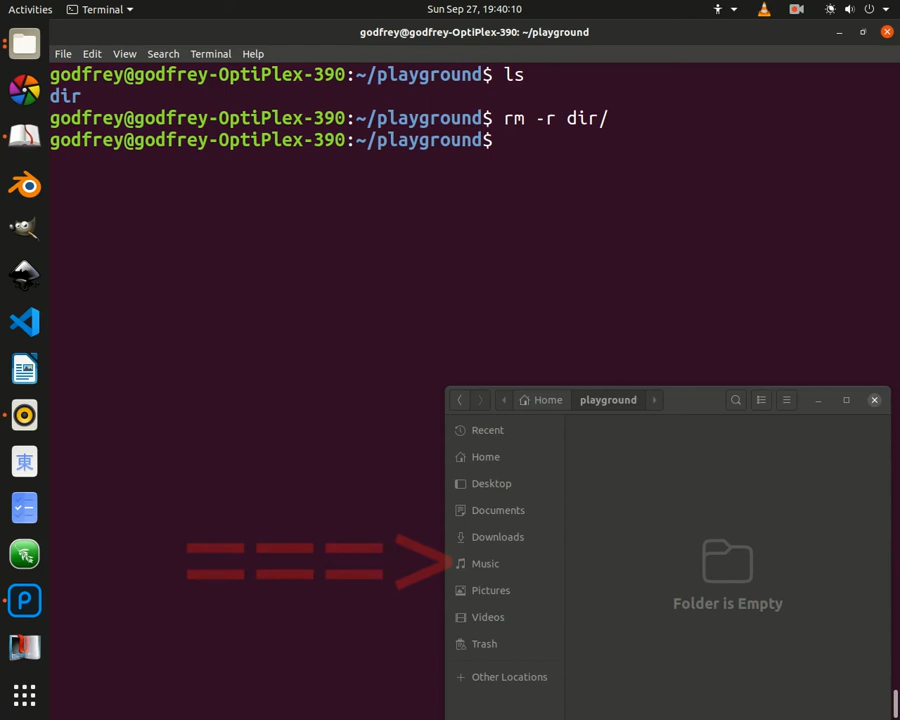 Activities
Terminal
Sun Sep 27, 19:40:10
godfrey@godfrey-OptiPlex-390: ~/playground
File Edit View Search Terminal Help
godfrey@godfrey-OptiPlex-390:~/playground$ ls
dir
godfrey@godfrey-OptiPlex-390:~/playground$ rm -r dir/
godfrey@godfrey-OptiPlex-390:~/playground$
Home playground
Recent
Home
Desktop
Documents
Downloads
===>
Music
Pictures
Videos
Trash
+ Other Locations
Folder is Empty
東
P